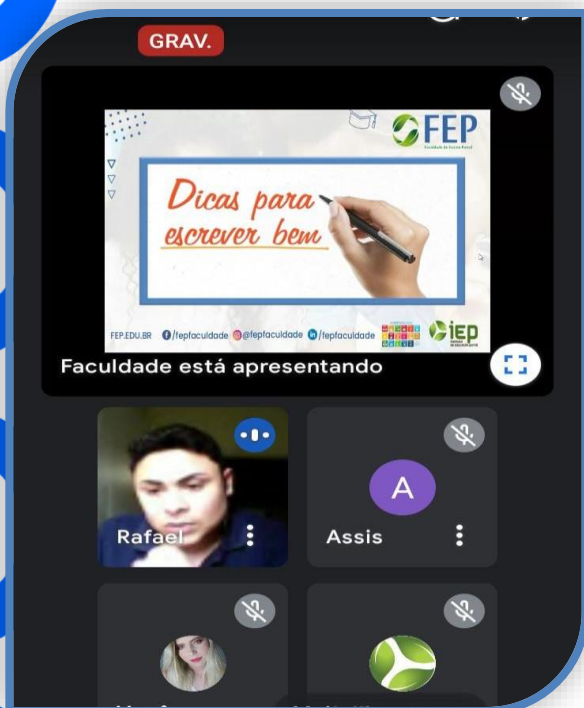 GRAV.
FEP
Dicas para
escrever bem
FEP.EDU.BR /fepfaculdade @fepfaculdade /fepfaculdade
iep
Faculdade está apresentando
Rafael
A
Assis